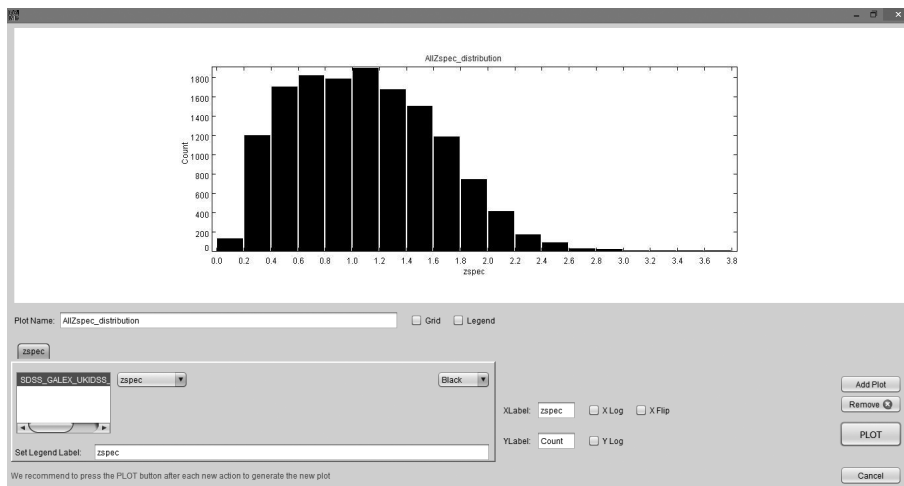 AllZspec_distribution
1800
1600
1400
1200
1000
800
600
400
200
0
Count
0.0 0.2 0.4 0.6 0.8 1.0 1.2 1.4 1.6 1.8 2.0 2.2 2.4 2.6 2.8 3.0 3.2 3.4 3.6 3.8
zspec
Plot Name: AllZspec_distribution Grid Legend
zspec
SDSS_GALEX_UKIDSS_ zspec Black
Add Plot
XLabel: zspec X Log X Flip
Remove
PLOT
YLabel: Count Y Log
Set Legend Label: zspec
We recommend to press the PLOT button after each new action to generate the new plot
Cancel